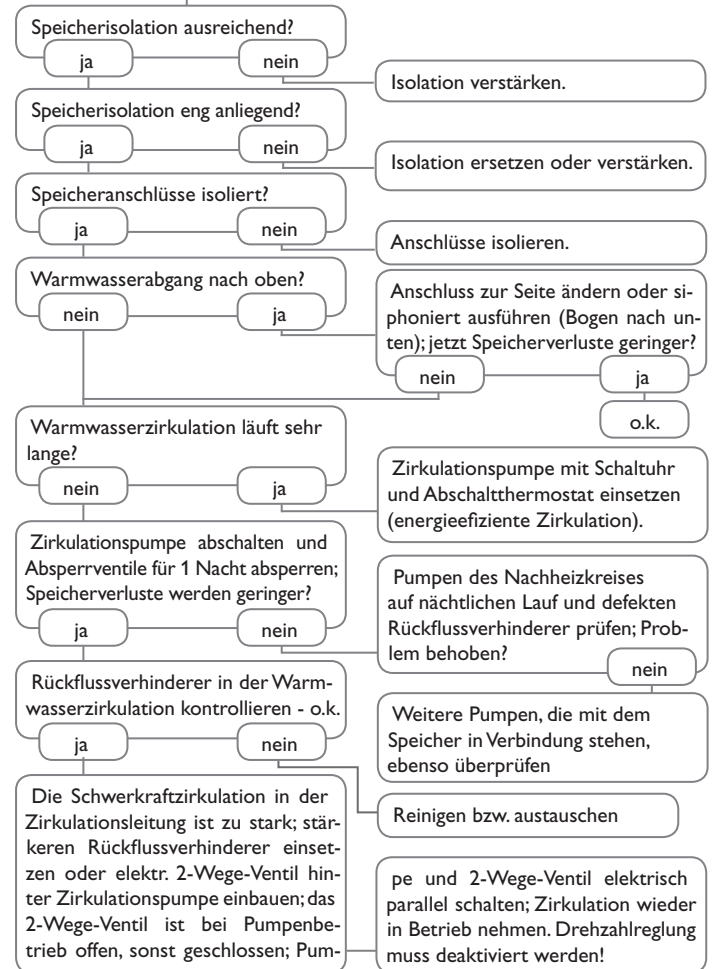 Speicherisolation ausreichend?
ja
nein
Isolation verstärken.
Speicherisolation eng anliegend?
ja
nein
Isolation ersetzen oder verstärken.
Speicheranschlüsse isoliert?
ja
nein
Anschlüsse isolieren.
Warmwasserabgang nach oben?
nein
ja
Anschluss zur Seite ändern oder si-
phoniert ausführen (Bogen nach un-
ten); jetzt Speicherverluste geringer?
nein
ja
o.k.
Warmwasserzirkulation läuft sehr
lange?
nein
ja
Zirkulationspumpe mit Schaltuhr
und Abschaltthermostat einsetzen
(energieefiziente Zirkulation).
Zirkulationspumpe abschalten und
Absperrventile für 1 Nacht absperren;
Speicherverluste werden geringer?
ja
nein
Pumpen des Nachheizkreises
auf nächtlichen Lauf und defekten
Rückflussverhinderer prüfen; Prob-
lem behoben?
nein
Weitere Pumpen, die mit dem
Speicher in Verbindung stehen,
ebenso überprüfen
Rückflussverhinderer in der Warm-
wasserzirkulation kontrollieren - o.k.
ja
nein
Reinigen bzw. austauschen
Die Schwerkraftzirkulation in der
Zirkulationsleitung ist zu stark; stär-
keren Rückflussverhinderer einset-
zen oder elektr. 2-Wege-Ventil hin-
ter Zirkulationspumpe einbauen; das
2-Wege-Ventil ist bei Pumpenbe-
trieb offen, sonst geschlossen; Pum-
pe und 2-Wege-Ventil elektrisch
parallel schalten; Zirkulation wieder
in Betrieb nehmen. Drehzahlreglung
muss deaktiviert werden!